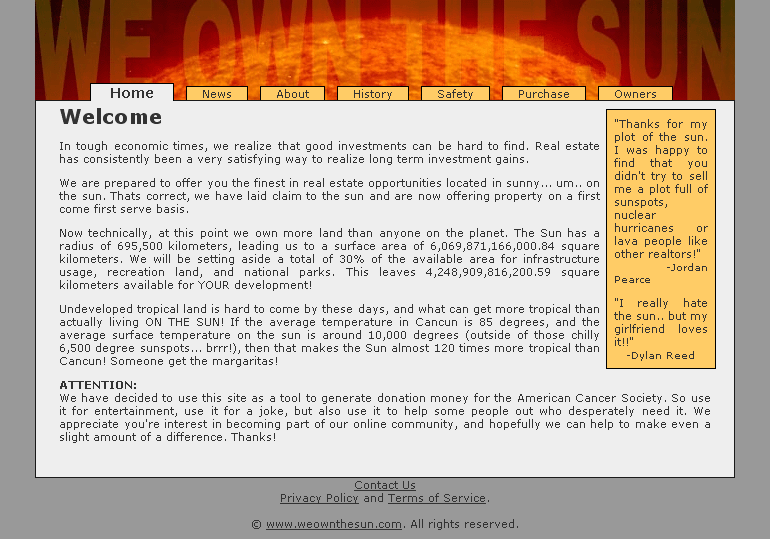 WE OWN THE SUN
Home
News
About
History
Safety
Purchase
Owners
Welcome
In tough economic times, we realize that good investments can be hard to find. Real estate
has consistently been a very satisfying way to realize long term investment gains.
We are prepared to offer you the finest in real estate opportunities located in sunny... um.. on
the sun. Thats correct, we have laid claim to the sun and are now offering property on a first
come first serve basis.
Now technically, at this point we own more land than anyone on the planet. The Sun has a
radius of 695,500 kilometers, leading us to a surface area of 6,069,871,166,000.84 square
kilometers. We will be setting aside a total of 30% of the available area for infrastructure
usage, recreation land, and national parks. This leaves 4,248,909,816,200.59 square
kilometers available for YOUR development!
Undeveloped tropical land is hard to come by these days, and what can get more tropical than
actually living ON THE SUN! If the average temperature in Cancun is 85 degrees, and the
average surface temperature on the sun is around 10,000 degrees (outside of those chilly
6,500 degree sunspots... brrr!), then that makes the Sun almost 120 times more tropical than
Cancun! Someone get the margaritas!
ATTENTION:
We have decided to use this site as a tool to generate donation money for the American Cancer Society. So use
it for entertainment, use it for a joke, but also use it to help some people out who desperately need it. We
appreciate you're interest in becoming part of our online community, and hopefully we can help to make even a
slight amount of a difference. Thanks!
"Thanks for my
plot of the sun.
I was happy to
find that you
didn't try to sell
me a plot full of
sunspots,
nuclear
hurricanes or
lava people like
other realtors!"
-Jordan
Pearce
"I really hate
the sun.. but my
girlfriend loves
it!!"
-Dylan Reed
Contact Us
Privacy Policy and Terms of Service.
© www.weownthesun.com. All rights reserved.